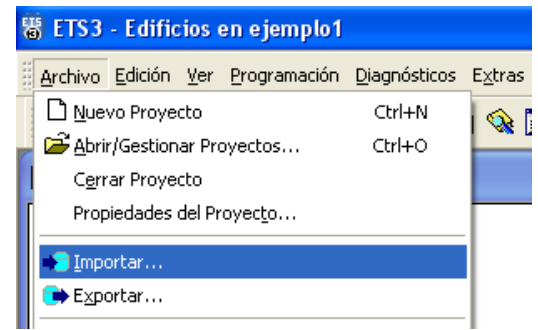 ETS3 - Edificios en ejemplo1
Archivo Edición Ver Programación Diagnósticos Extras
Nuevo Proyecto Ctrl+N
Abrir/Gestionar Proyectos... Ctrl+O
Cerrar Proyecto
Propiedades del Proyecto...
Importar...
Exportar...